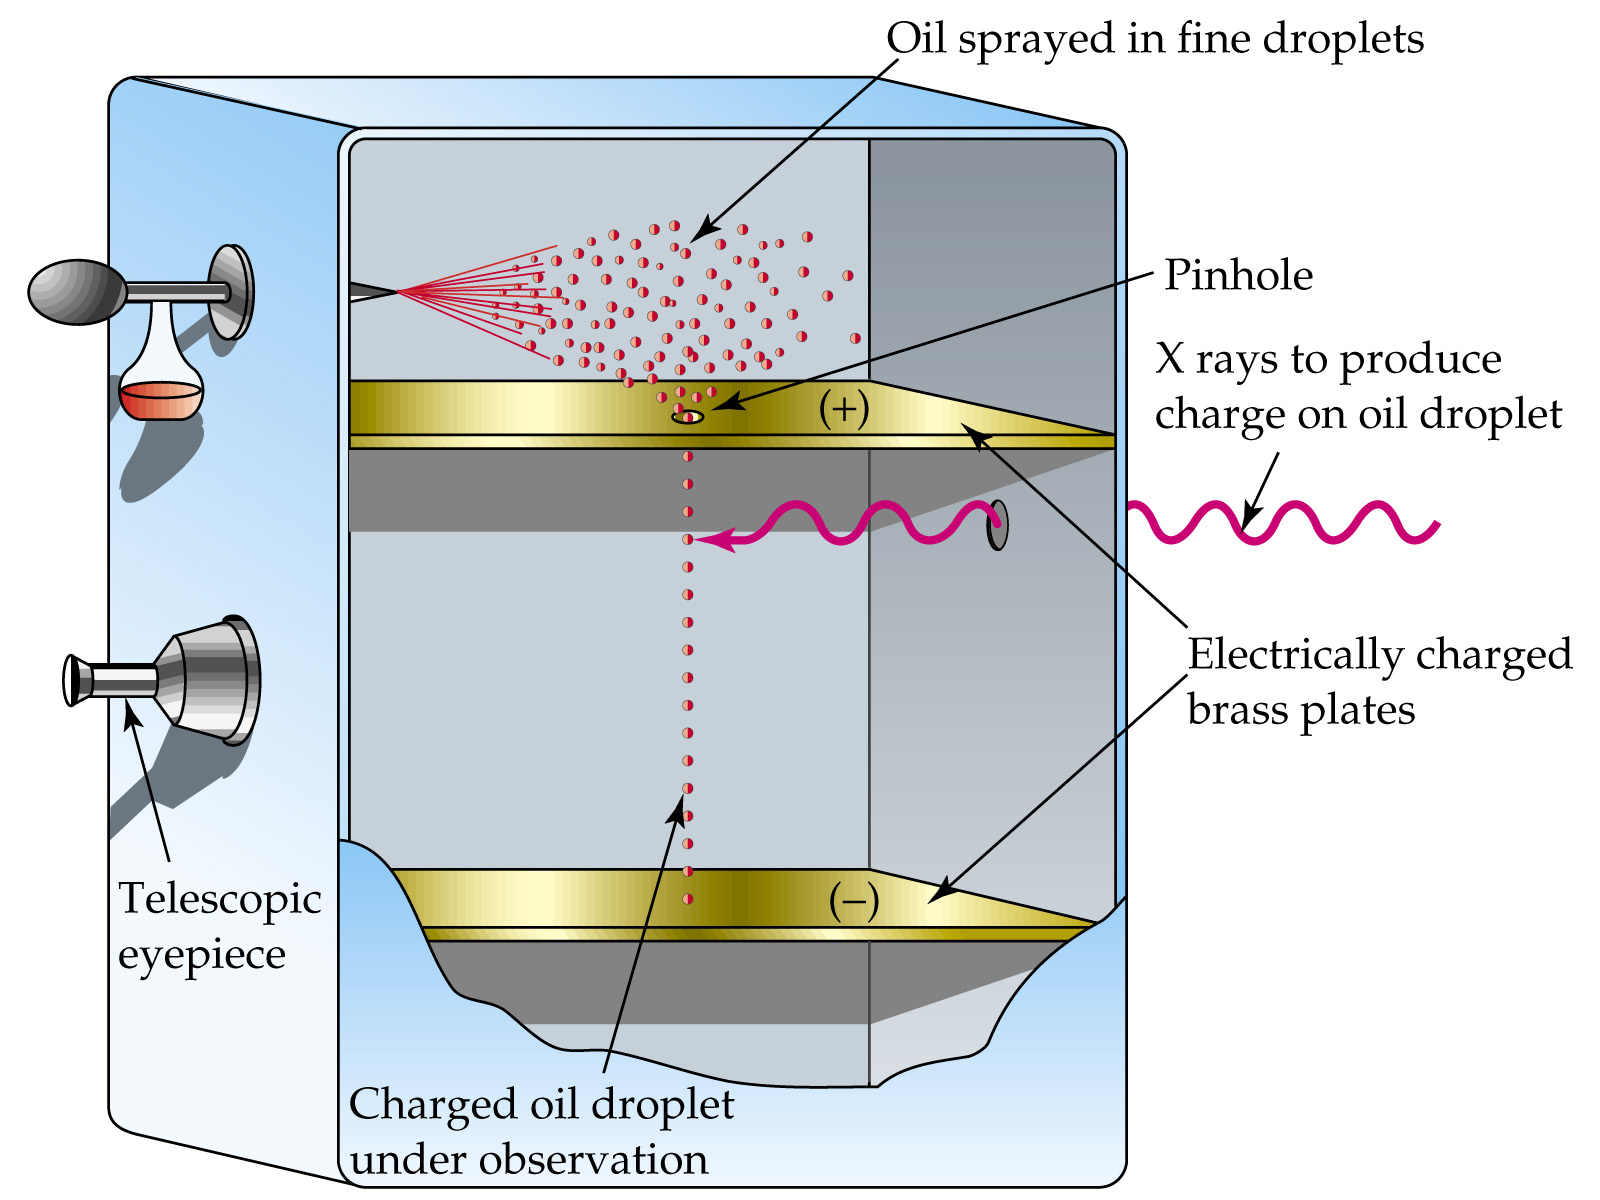 Oil sprayed in fine droplets
Pinhole
X rays to produce
charge on oil droplet
(+)
Electrically charged
brass plates
(–)
Telescopic
eyepiece
Charged oil droplet
under observation